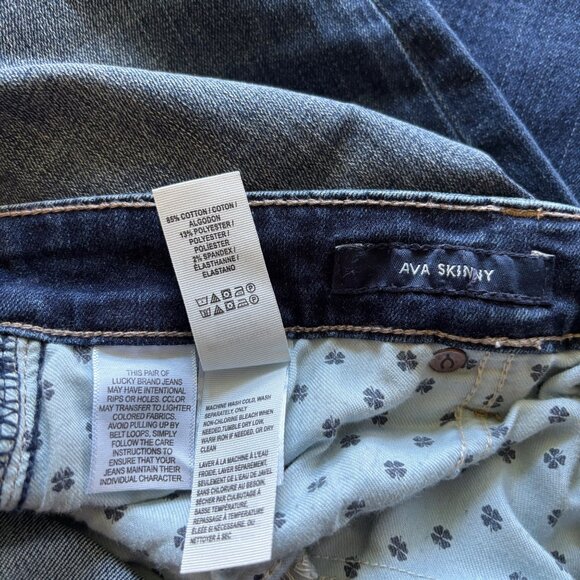 85% COTTON / COTON /
ALGODON
13% POLYESTER /
POLYESTER /
POLIESTER
2% SPANDEX /
ÉLASTHANNE /
ELASTANO
AVA SKINNY
THIS PAIR OF
LUCKY BRAND JEANS
MAY HAVE INTENTIONAL
RIPS OR HOLES. COLOR
MAY TRANSFER TO LIGHTER
COLORED FABRICS.
AVOID PULLING UP BY
BELT LOOPS, SIMPLY
FOLLOW THE CARE
INSTRUCTIONS TO
ENSURE THAT YOUR
JEANS MAINTAIN THEIR
INDIVIDUAL CHARACTER.
MACHINE WASH COLD, WASH
SEPARATELY, ONLY
NON-CHLORINE BLEACH WHEN
NEEDED,TUMBLE DRY LOW,
WARM IRON IF NEEDED, OR DRY
CLEAN
LAVER À LA MACHINE À L'EAU
FROIDE, LAVER SÉPARÉMENT.
SEULEMENT DE L'EAU DE JAVEL
SANS CHLORURE AU BESOIN.
SÉCHER PAR CULBUTAGE À
BASSE TEMPÉRATURE,
REPASSAGE À TEMPÉRATURE
ÉLEVÉE SI NÉCESSAIRE, OU
NETTOYER À SEC